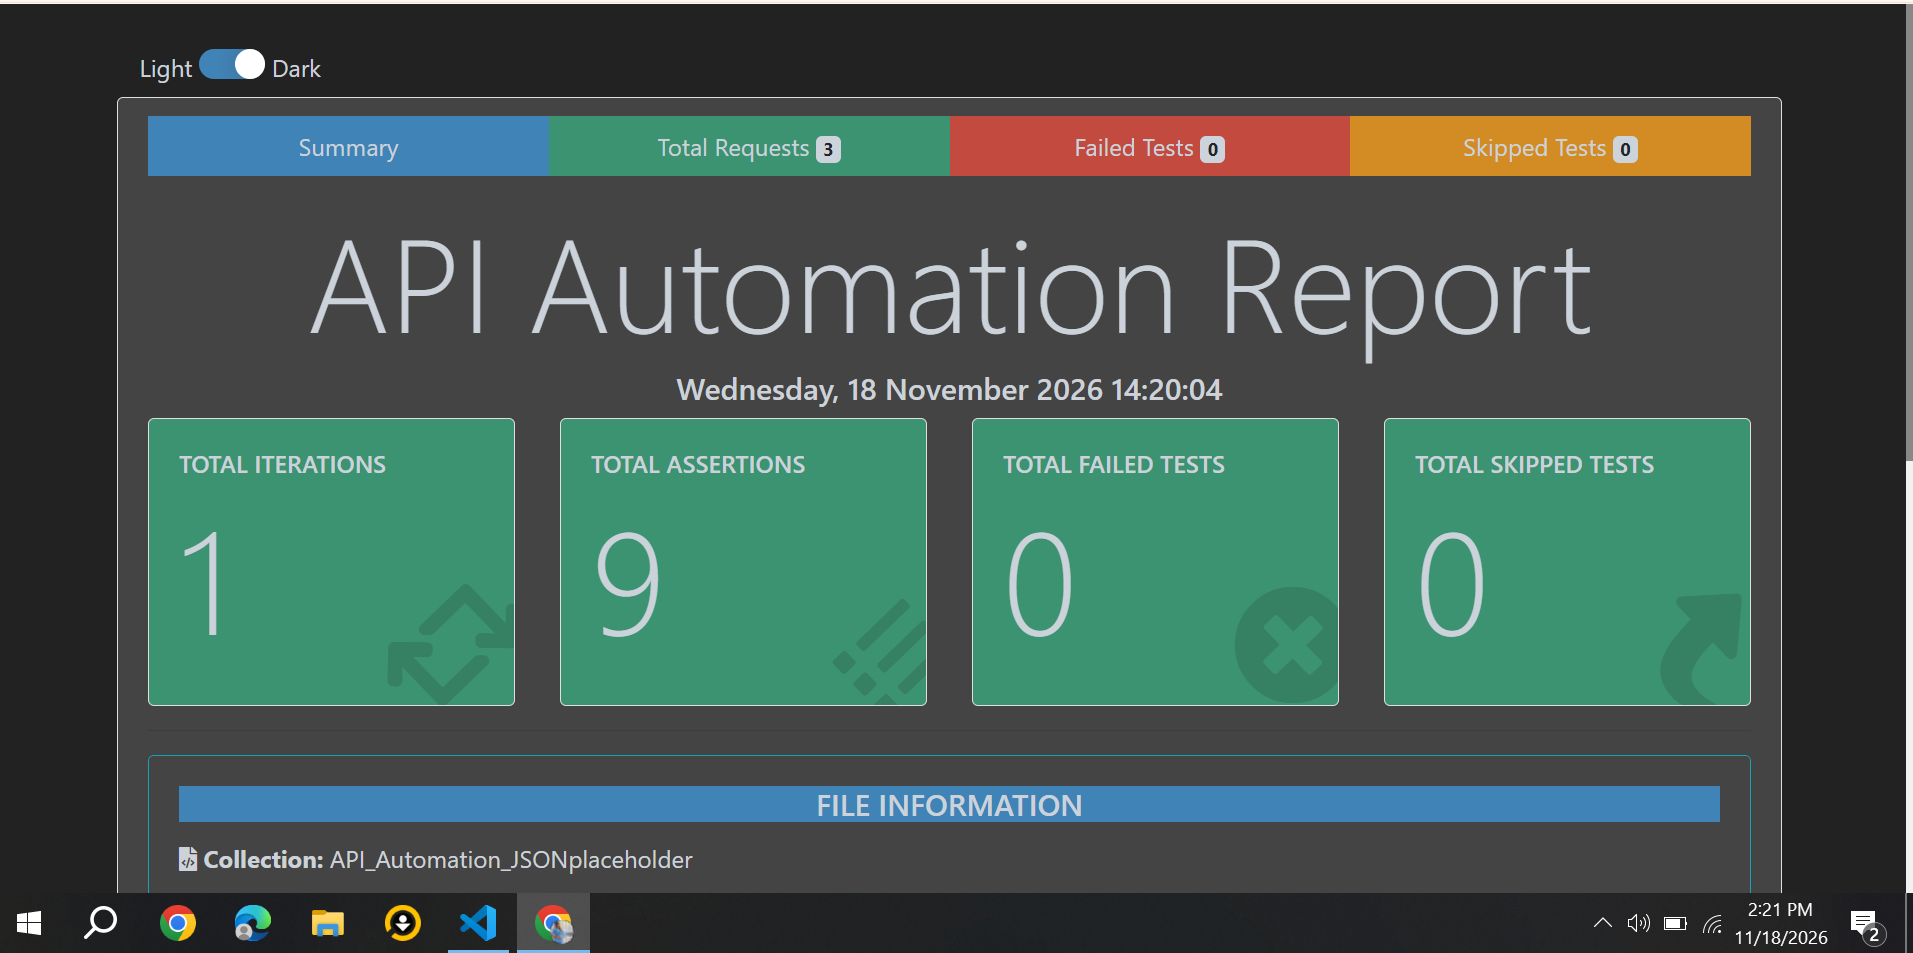 Light Dark
Summary
Total Requests 3
Failed Tests 0
Skipped Tests 0
API Automation Report
Wednesday, 18 November 2026 14:20:04
TOTAL ITERATIONS
1
TOTAL ASSERTIONS
9
TOTAL FAILED TESTS
0
TOTAL SKIPPED TESTS
0
FILE INFORMATION
Collection: API_Automation_JSONplaceholder
2:21 PM
11/18/2026
2